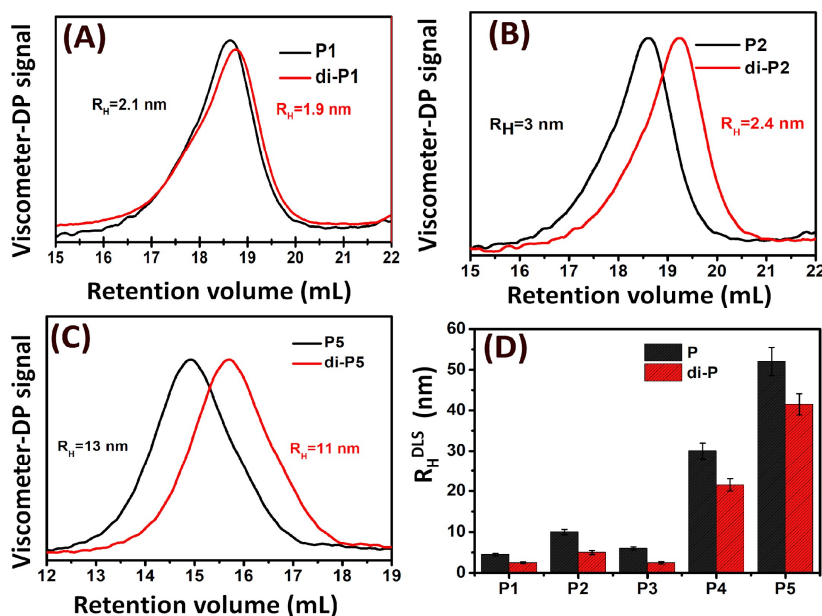 (A)
P1
di-P1
R_H=2.1 nm
R_H=1.9 nm
Viscometer-DP signal
15 16 17 18 19 20 21 22
Retention volume (mL)
(B)
P2
di-P2
R_H=3 nm
R_H=2.4 nm
Viscometer-DP signal
15 16 17 18 19 20 21 22
Retention volume (mL)
(C)
P5
di-P5
R_H=13 nm
R_H=11 nm
Viscometer-DP signal
12 13 14 15 16 17 18 19
Retention volume (mL)
(D)
P
di-P
R_H^DLS (nm)
60
50
40
30
20
10
0
P1 P2 P3 P4 P5